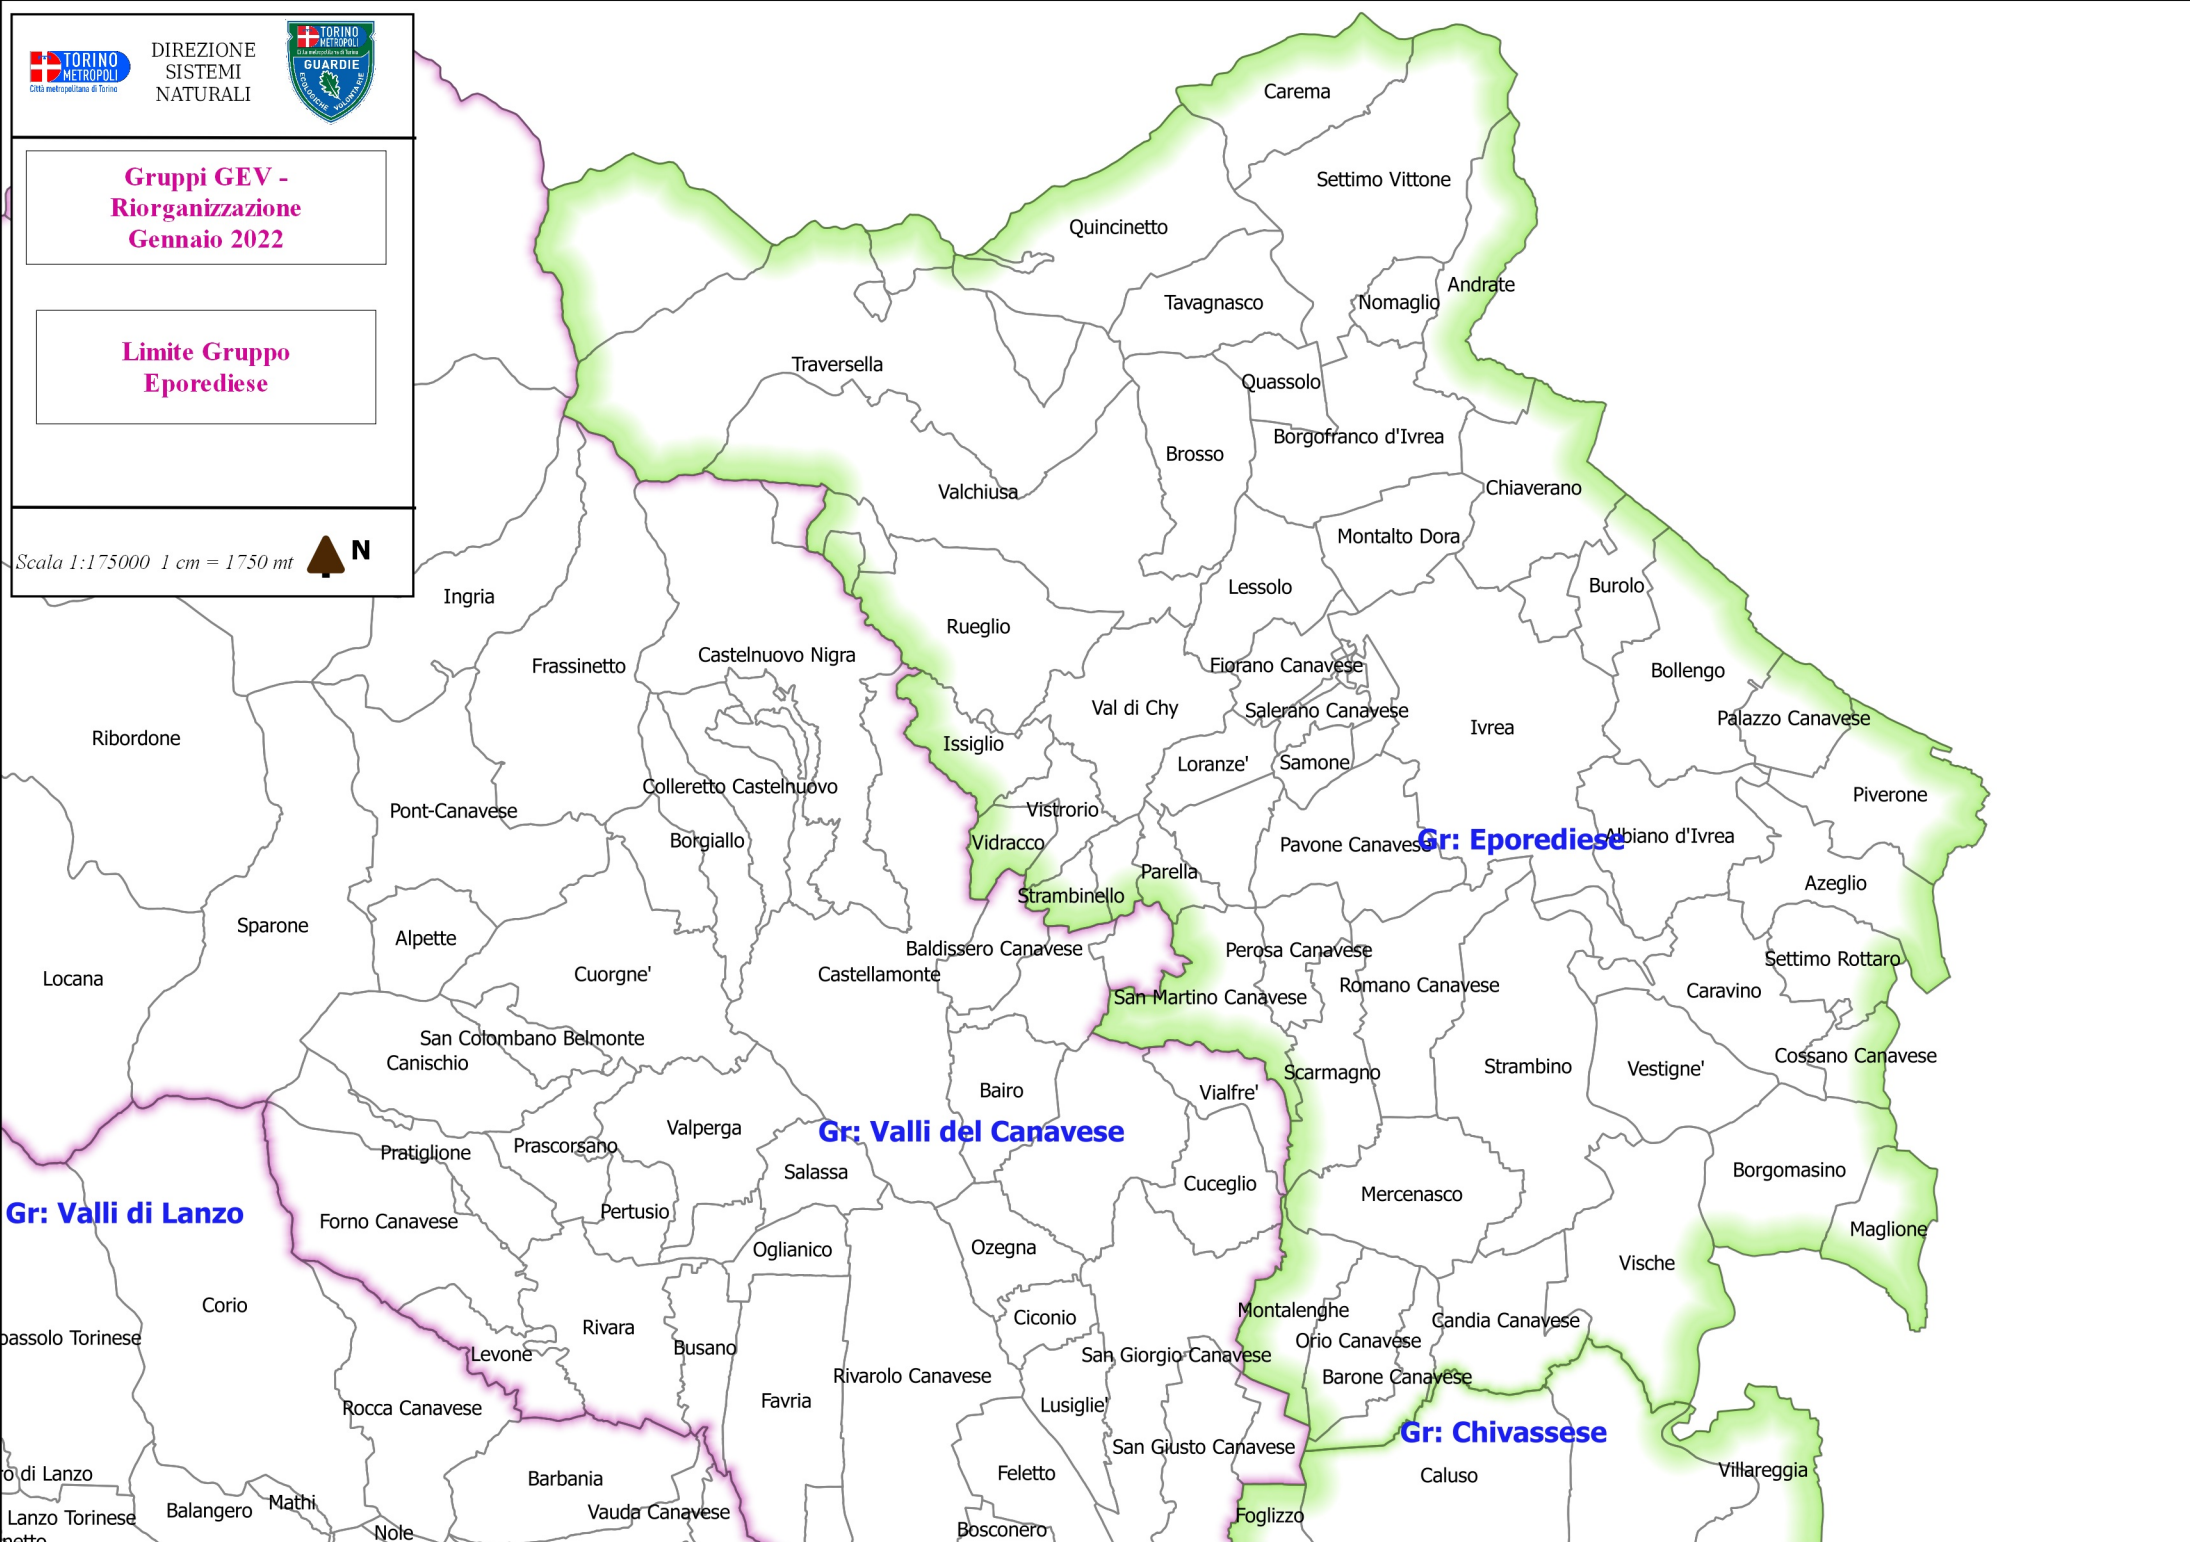 TORINO
METROPOLI
Città metropolitana di Torino
DIREZIONE
SISTEMI
NATURALI
TORINO
METROPOLI
Città metropolitana di Torino
GUARDIE
ECOLOGICHE VOLONTARIE
Gruppi GEV -
Riorganizzazione
Gennaio 2022
Limite Gruppo
Eporediese
Scala 1:175000 1 cm = 1750 mt
N
Carema
Settimo Vittone
Quincinetto
Andrate
Tavagnasco
Nomaglio
Traversella
Quassolo
Borgofranco d'Ivrea
Brosso
Chiaverano
Valchiusa
Montalto Dora
Burolo
Lessolo
Ingria
Rueglio
Castelnuovo Nigra
Frassinetto
Fiorano Canavese
Bollengo
Val di Chy
Salerano Canavese
Palazzo Canavese
Ivrea
Ribordone
Issiglio
Loranze'
Samone
Colleretto Castelnuovo
Piverone
Pont-Canavese
Vistrorio
Borgiallo
Vidracco
Pavone Canavese
Gr: Eporediese
Albiano d'Ivrea
Parella
Azeglio
Strambinello
Sparone
Alpette
Baldissero Canavese
Perosa Canavese
Settimo Rottaro
Locana
Cuorgne'
Castellamonte
Romano Canavese
Caravino
San Martino Canavese
San Colombano Belmonte
Canischio
Cossano Canavese
Strambino
Vestigne'
Scarmagno
Bairo
Vialfre'
Valperga
Gr: Valli del Canavese
Prascorsano
Pratiglione
Salassa
Borgomasino
Cuceglio
Mercenasco
Gr: Valli di Lanzo
Forno Canavese
Pertusio
Maglione
Oglianico
Ozegna
Vische
Corio
Montalenghe
Ciconio
Candia Canavese
Rivara
passolo Torinese
Orio Canavese
Levone
Busano
San Giorgio Canavese
Rivarolo Canavese
Barone Canavese
Favria
Lusiglie'
Rocca Canavese
Gr: Chivassese
San Giusto Canavese
Villareggia
ro di Lanzo
Barbania
Feletto
Caluso
Mathi
Balangero
Vauda Canavese
Foglizzo
Lanzo Torinese
Nole
Bosconero